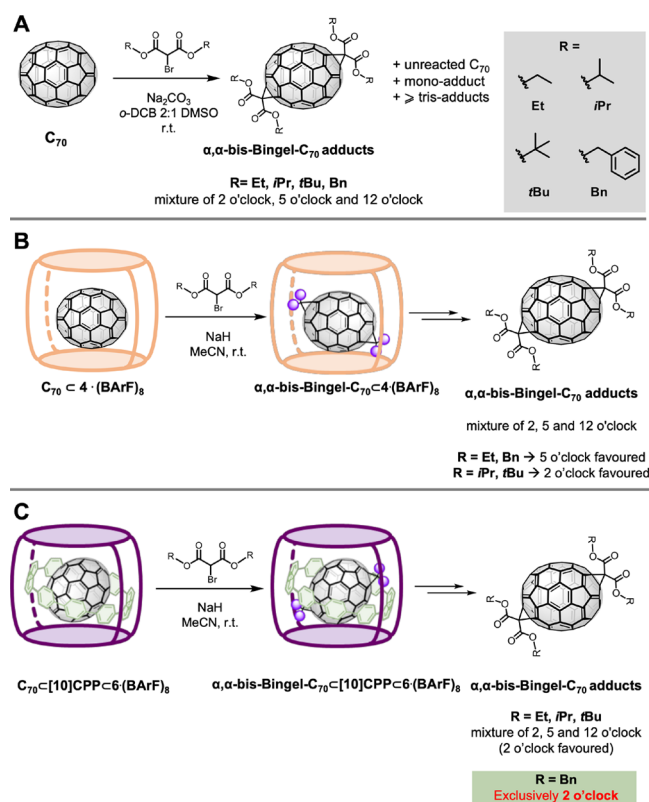 A
R
O
O
O
O
R
Br
C₇₀
Na₂CO₃
o-DCB 2:1 DMSO
r.t.
R
O
O
O
O
R
R
O
O
O
O
R
α,α-bis-Bingel-C₇₀ adducts
+ unreacted C₇₀
+ mono-adduct
+ ⩾ tris-adducts
R= Et, iPr, tBu, Bn
mixture of 2 o'clock, 5 o'clock and 12 o'clock
R =
Et
iPr
tBu
Bn
B
C₇₀ ⊂ 4 · (BArF)₈
R
O
O
O
O
R
Br
NaH
MeCN, r.t.
α,α-bis-Bingel-C₇₀⊂4·(BArF)₈
R
O
O
O
O
R
R
O
O
O
O
R
α,α-bis-Bingel-C₇₀ adducts
mixture of 2, 5 and 12 o'clock
R = Et, Bn → 5 o'clock favoured
R = iPr, tBu → 2 o'clock favoured
C
C₇₀⊂[10]CPP⊂6·(BArF)₈
R
O
O
O
O
R
Br
NaH
MeCN, r.t.
α,α-bis-Bingel-C₇₀⊂[10]CPP⊂6·(BArF)₈
R
O
O
O
O
R
R
O
O
O
O
R
α,α-bis-Bingel-C₇₀ adducts
R = Et, iPr, tBu
mixture of 2, 5 and 12 o'clock
(2 o'clock favoured)
R = Bn
Exclusively 2 o'clock